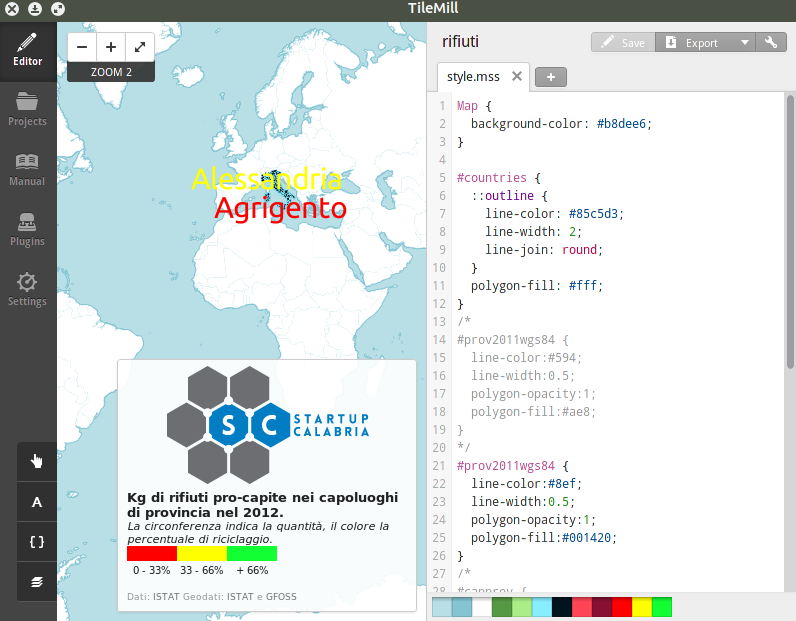 TileMill
Editor
Projects
Manual
Plugins
Settings
A
{ }
− +
ZOOM 2
Alessandria
Agrigento
S C STARTUP
CALABRIA
Kg di rifiuti pro-capite nei capoluoghi
di provincia nel 2012.
La circonferenza indica la quantità, il colore la
percentuale di riciclaggio.
0 - 33% 33 - 66% + 66%
Dati: ISTAT Geodati: ISTAT e GFOSS
rifiuti
Save Export
style.mss × +
1 Map {
2 background-color: #b8dee6;
3 }
4
5 #countries {
6 ::outline {
7 line-color: #85c5d3;
8 line-width: 2;
9 line-join: round;
10 }
11 polygon-fill: #fff;
12 }
13 /*
14 #prov2011wgs84 {
15 line-color:#594;
16 line-width:0.5;
17 polygon-opacity:1;
18 polygon-fill:#ae8;
19 }
20 */
21 #prov2011wgs84 {
22 line-color:#8ef;
23 line-width:0.5;
24 polygon-opacity:1;
25 polygon-fill:#001420;
26 }
27 /*
28 #capprov {